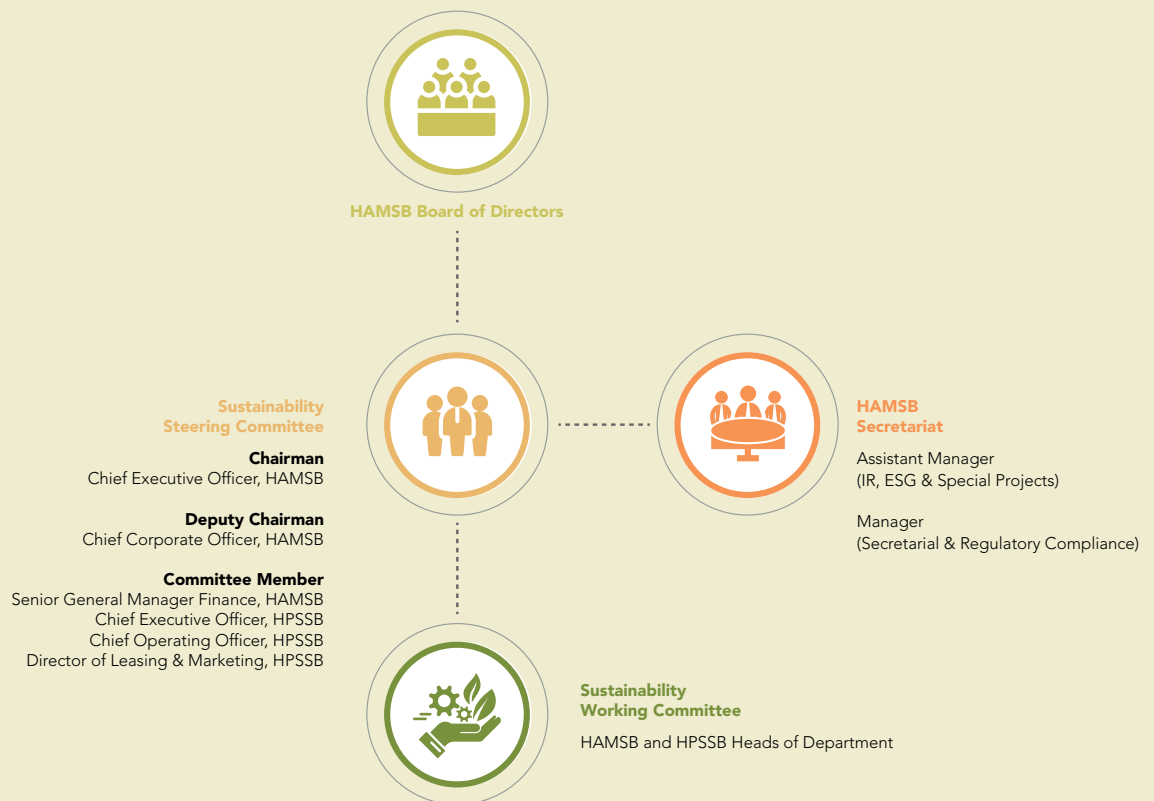 HAMSB Board of Directors
Sustainability
Steering Committee
Chairman
Chief Executive Officer, HAMSB
Deputy Chairman
Chief Corporate Officer, HAMSB
Committee Member
Senior General Manager Finance, HAMSB
Chief Executive Officer, HPSSB
Chief Operating Officer, HPSSB
Director of Leasing & Marketing, HPSSB
HAMSB
Secretariat
Assistant Manager
(IR, ESG & Special Projects)
Manager
(Secretarial & Regulatory Compliance)
Sustainability
Working Committee
HAMSB and HPSSB Heads of Department